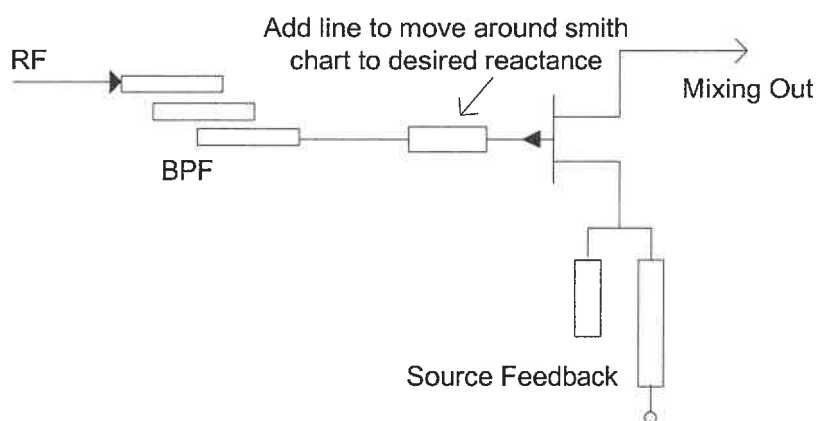 Add line to move around smith
chart to desired reactance
RF
Mixing Out
BPF
Source Feedback